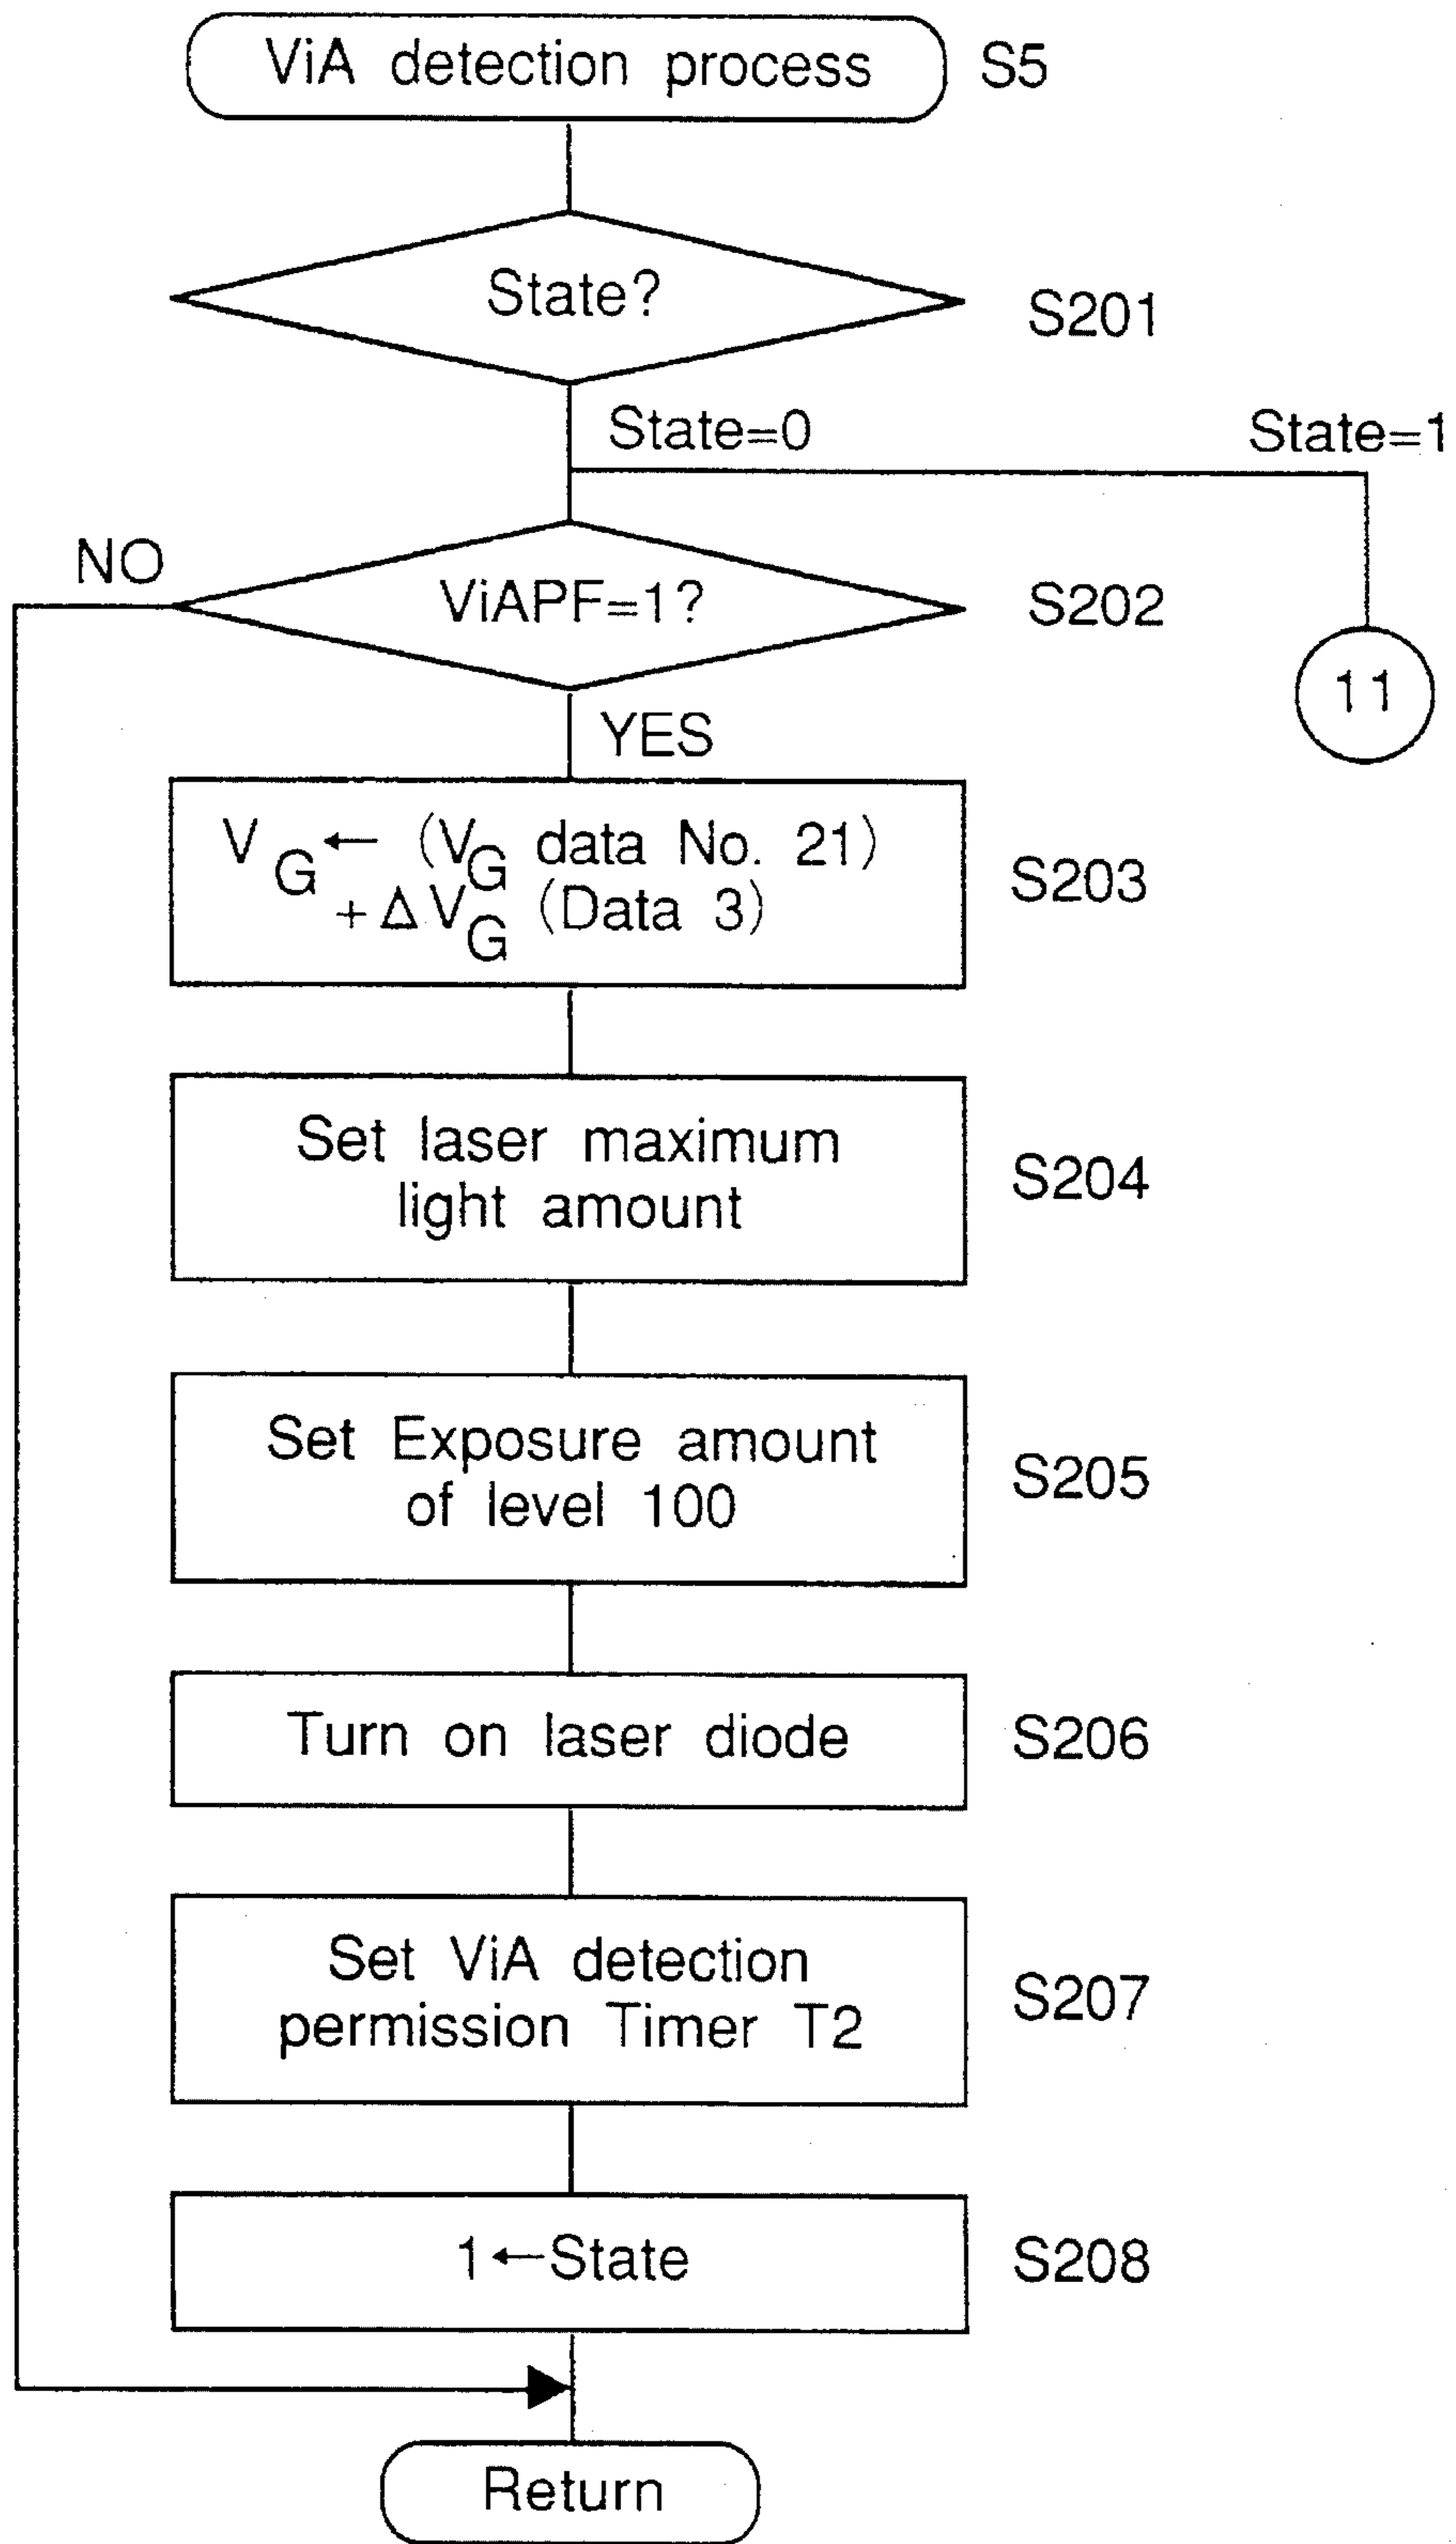 ViA detection process S5
State? S201
State=0 State=1
NO
ViAPF=1? S202
11
YES
VG← (VG data No. 21)
+ΔVG (Data 3)
S203
Set laser maximum
light amount
S204
Set Exposure amount
of level 100
S205
Turn on laser diode S206
Set ViA detection
permission Timer T2
S207
1←State S208
Return